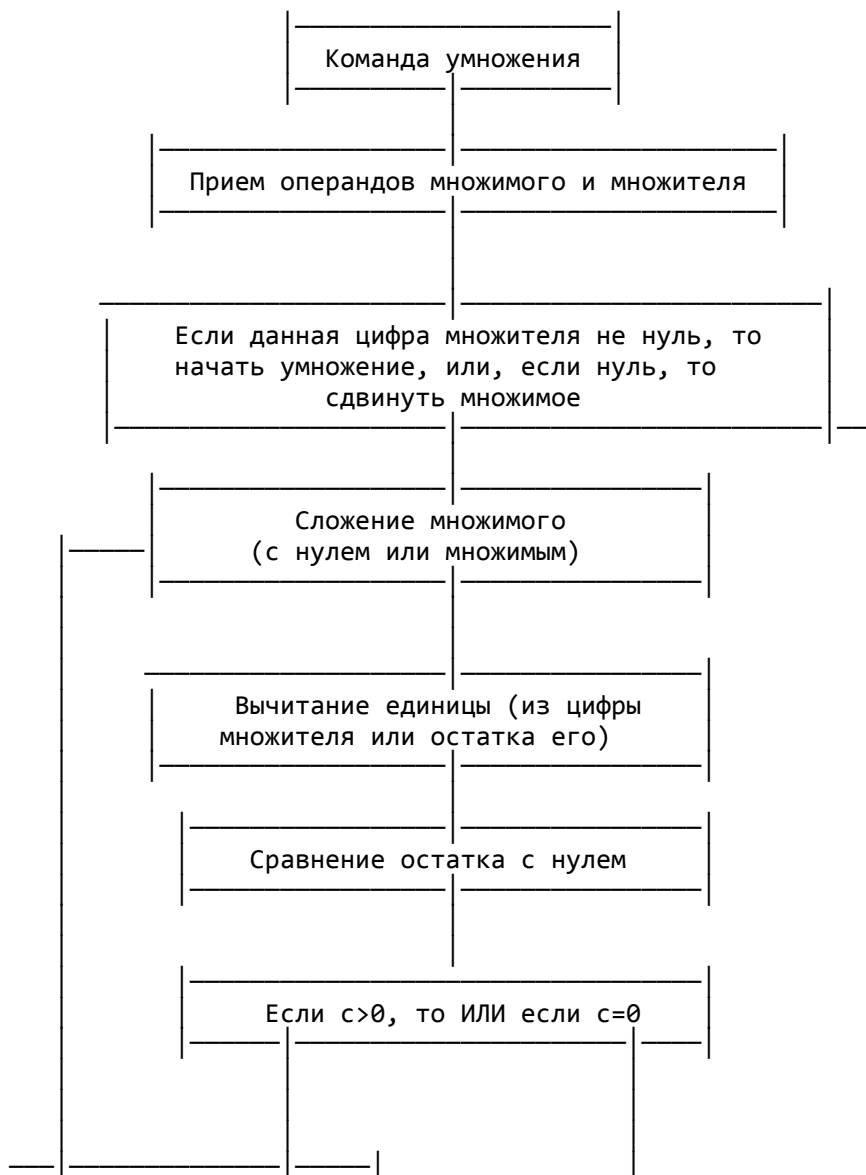 Команда умножения
Прием операндов множимого и множителя
Если данная цифра множителя не нуль, то
начать умножение, или, если нуль, то
сдвинуть множимое
Сложение множимого
(с нулем или множимым)
Вычитание единицы (из цифры
множителя или остатка его)
Сравнение остатка с нулем
Если с>0, то ИЛИ если с=0